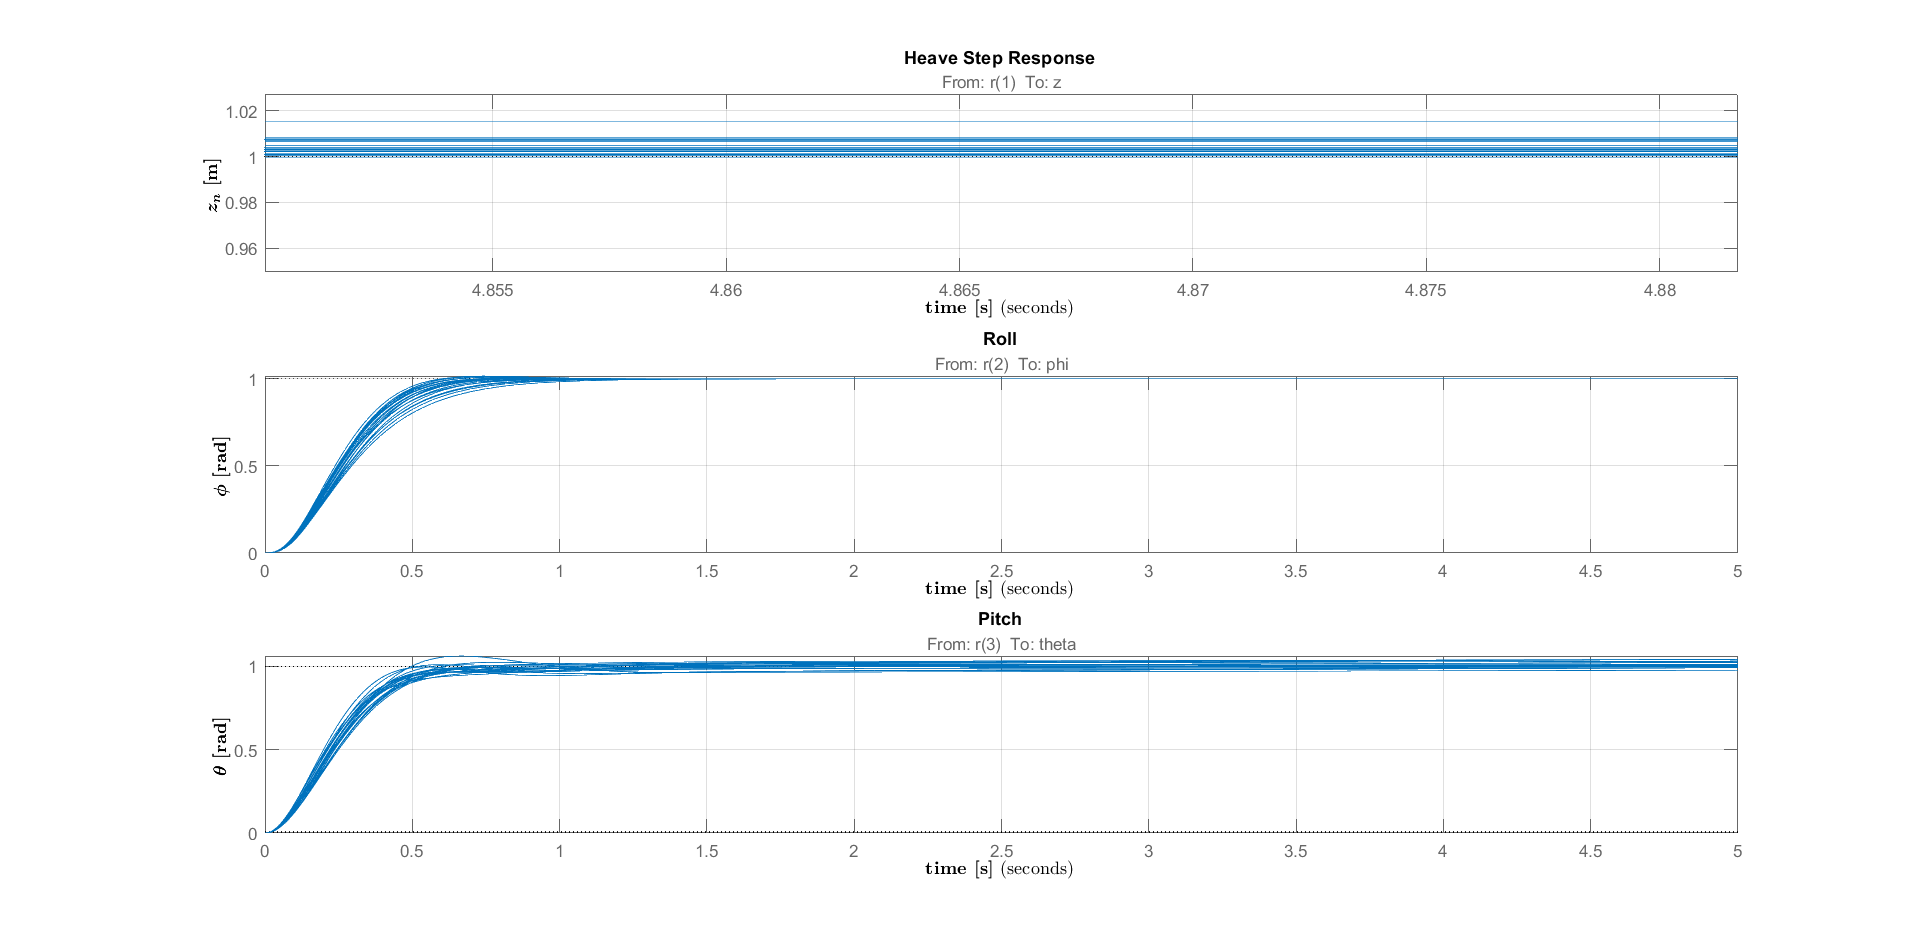 Heave Step Response
From: r(1) To: z
1.02
1
0.98
0.96
z_n [m]
4.855 4.86 4.865 4.87 4.875 4.88
time [s] (seconds)
Roll
From: r(2) To: phi
1
0.5
0
ϕ [rad]
0 0.5 1 1.5 2 2.5 3 3.5 4 4.5 5
time [s] (seconds)
Pitch
From: r(3) To: theta
1
0.5
0
θ [rad]
0 0.5 1 1.5 2 2.5 3 3.5 4 4.5 5
time [s] (seconds)